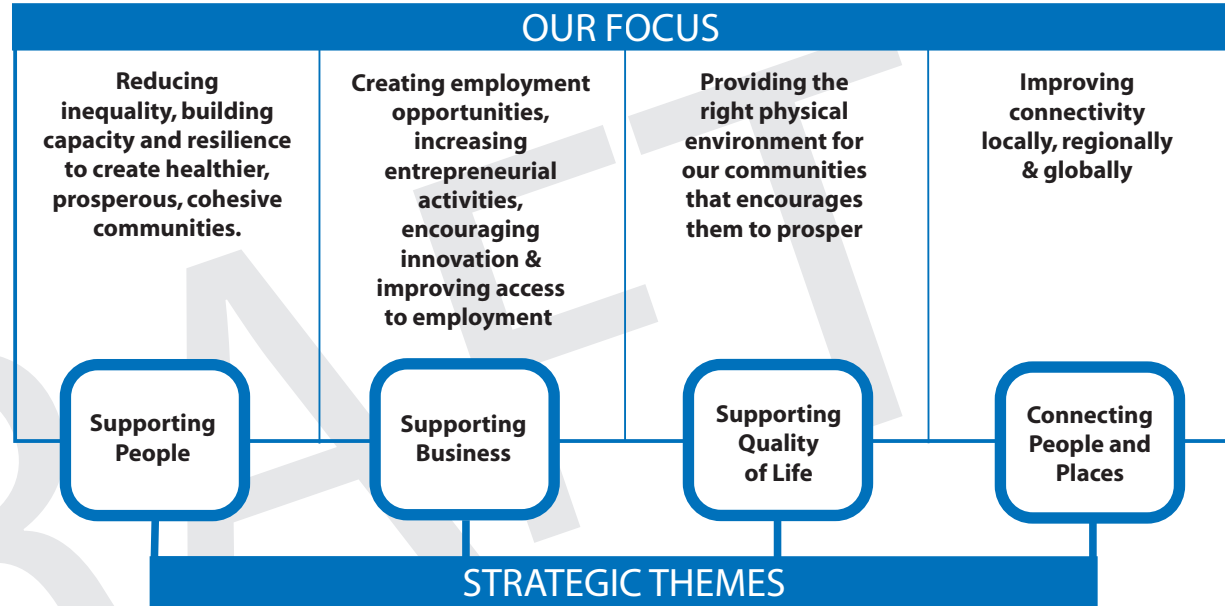 OUR FOCUS
Reducing
inequality, building
capacity and resilience
to create healthier,
prosperous, cohesive
communities.
Creating employment
opportunities,
increasing
entrepreneurial
activities,
encouraging
innovation &
improving access
to employment
Providing the
right physical
environment for
our communities
that encourages
them to prosper
Improving
connectivity
locally, regionally
& globally
Supporting
People
Supporting
Business
Supporting
Quality
of Life
Connecting
People and
Places
STRATEGIC THEMES
RAFT